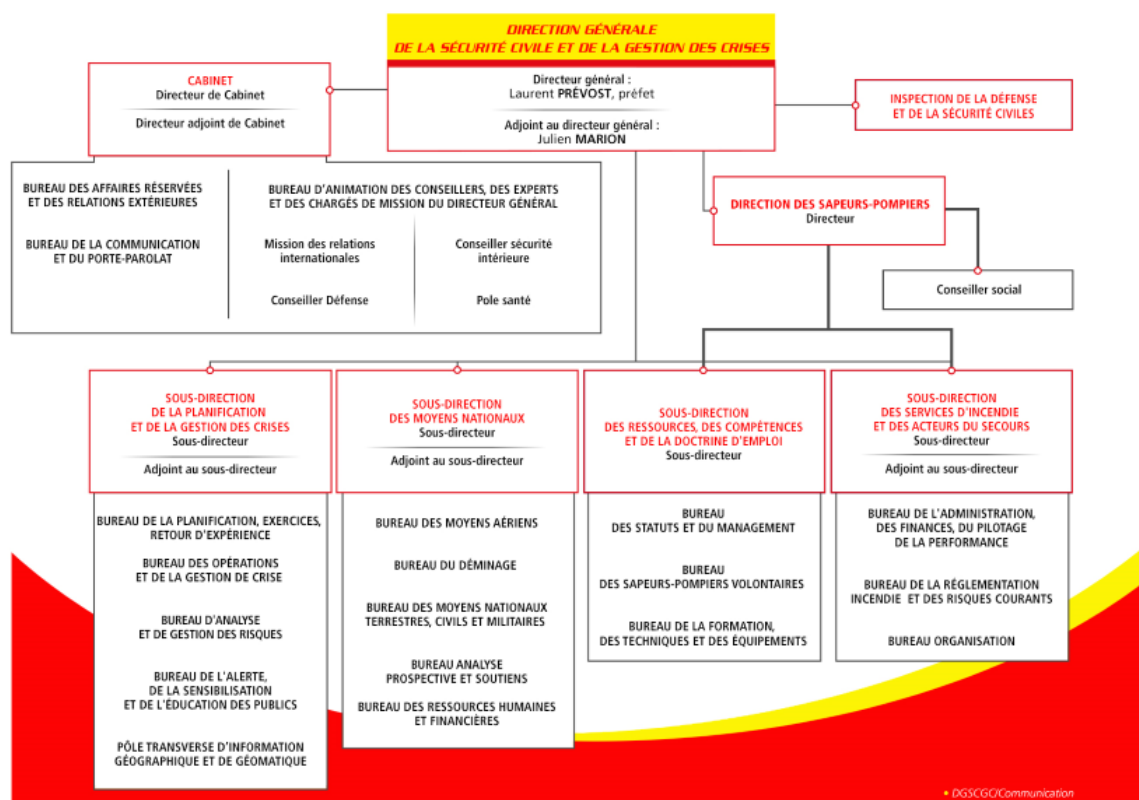 DIRECTION GÉNÉRALE
DE LA SÉCURITÉ CIVILE ET DE LA GESTION DES CRISES
Directeur général :
Laurent PRÉVOST, préfet
Adjoint au directeur général :
Julien MARION
CABINET
Directeur de Cabinet
Directeur adjoint de Cabinet
INSPECTION DE LA DÉFENSE
ET DE LA SÉCURITÉ CIVILES
BUREAU DES AFFAIRES RÉSERVÉES
ET DES RELATIONS EXTÉRIEURES
BUREAU DE LA COMMUNICATION
ET DU PORTE-PAROLAT
BUREAU D'ANIMATION DES CONSEILLERS, DES EXPERTS
ET DES CHARGÉS DE MISSION DU DIRECTEUR GÉNÉRAL
Mission des relations
internationales
Conseiller Défense
Conseiller sécurité
intérieure
Pole santé
DIRECTION DES SAPEURS-POMPIERS
Directeur
Conseiller social
SOUS-DIRECTION
DE LA PLANIFICATION
ET DE LA GESTION DES CRISES
Sous-directeur
Adjoint au sous-directeur
BUREAU DE LA PLANIFICATION, EXERCICES,
RETOUR D'EXPÉRIENCE
BUREAU DES OPÉRATIONS
ET DE LA GESTION DE CRISE
BUREAU D'ANALYSE
ET DE GESTION DES RISQUES
BUREAU DE L'ALERTE,
DE LA SENSIBILISATION
ET DE L'ÉDUCATION DES PUBLICS
PÔLE TRANSVERSE D'INFORMATION
GÉOGRAPHIQUE ET DE GÉOMATIQUE
SOUS-DIRECTION
DES MOYENS NATIONAUX
Sous-directeur
Adjoint au sous-directeur
BUREAU DES MOYENS AÉRIENS
BUREAU DU DÉMINAGE
BUREAU DES MOYENS NATIONAUX
TERRESTRES, CIVILS ET MILITAIRES
BUREAU ANALYSE
PROSPECTIVE ET SOUTIENS
BUREAU DES RESSOURCES HUMAINES
ET FINANCIÈRES
SOUS-DIRECTION
DES RESSOURCES, DES COMPÉTENCES
ET DE LA DOCTRINE D'EMPLOI
Sous-directeur
BUREAU
DES STATUTS ET DU MANAGEMENT
BUREAU
DES SAPEURS-POMPIERS VOLONTAIRES
BUREAU DE LA FORMATION,
DES TECHNIQUES ET DES ÉQUIPEMENTS
SOUS-DIRECTION
DES SERVICES D'INCENDIE
ET DES ACTEURS DU SECOURS
Sous-directeur
Adjoint au sous-directeur
BUREAU DE L'ADMINISTRATION,
DES FINANCES, DU PILOTAGE
DE LA PERFORMANCE
BUREAU DE LA RÉGLEMENTATION
INCENDIE ET DES RISQUES COURANTS
BUREAU ORGANISATION
• DGSCGC/Communication